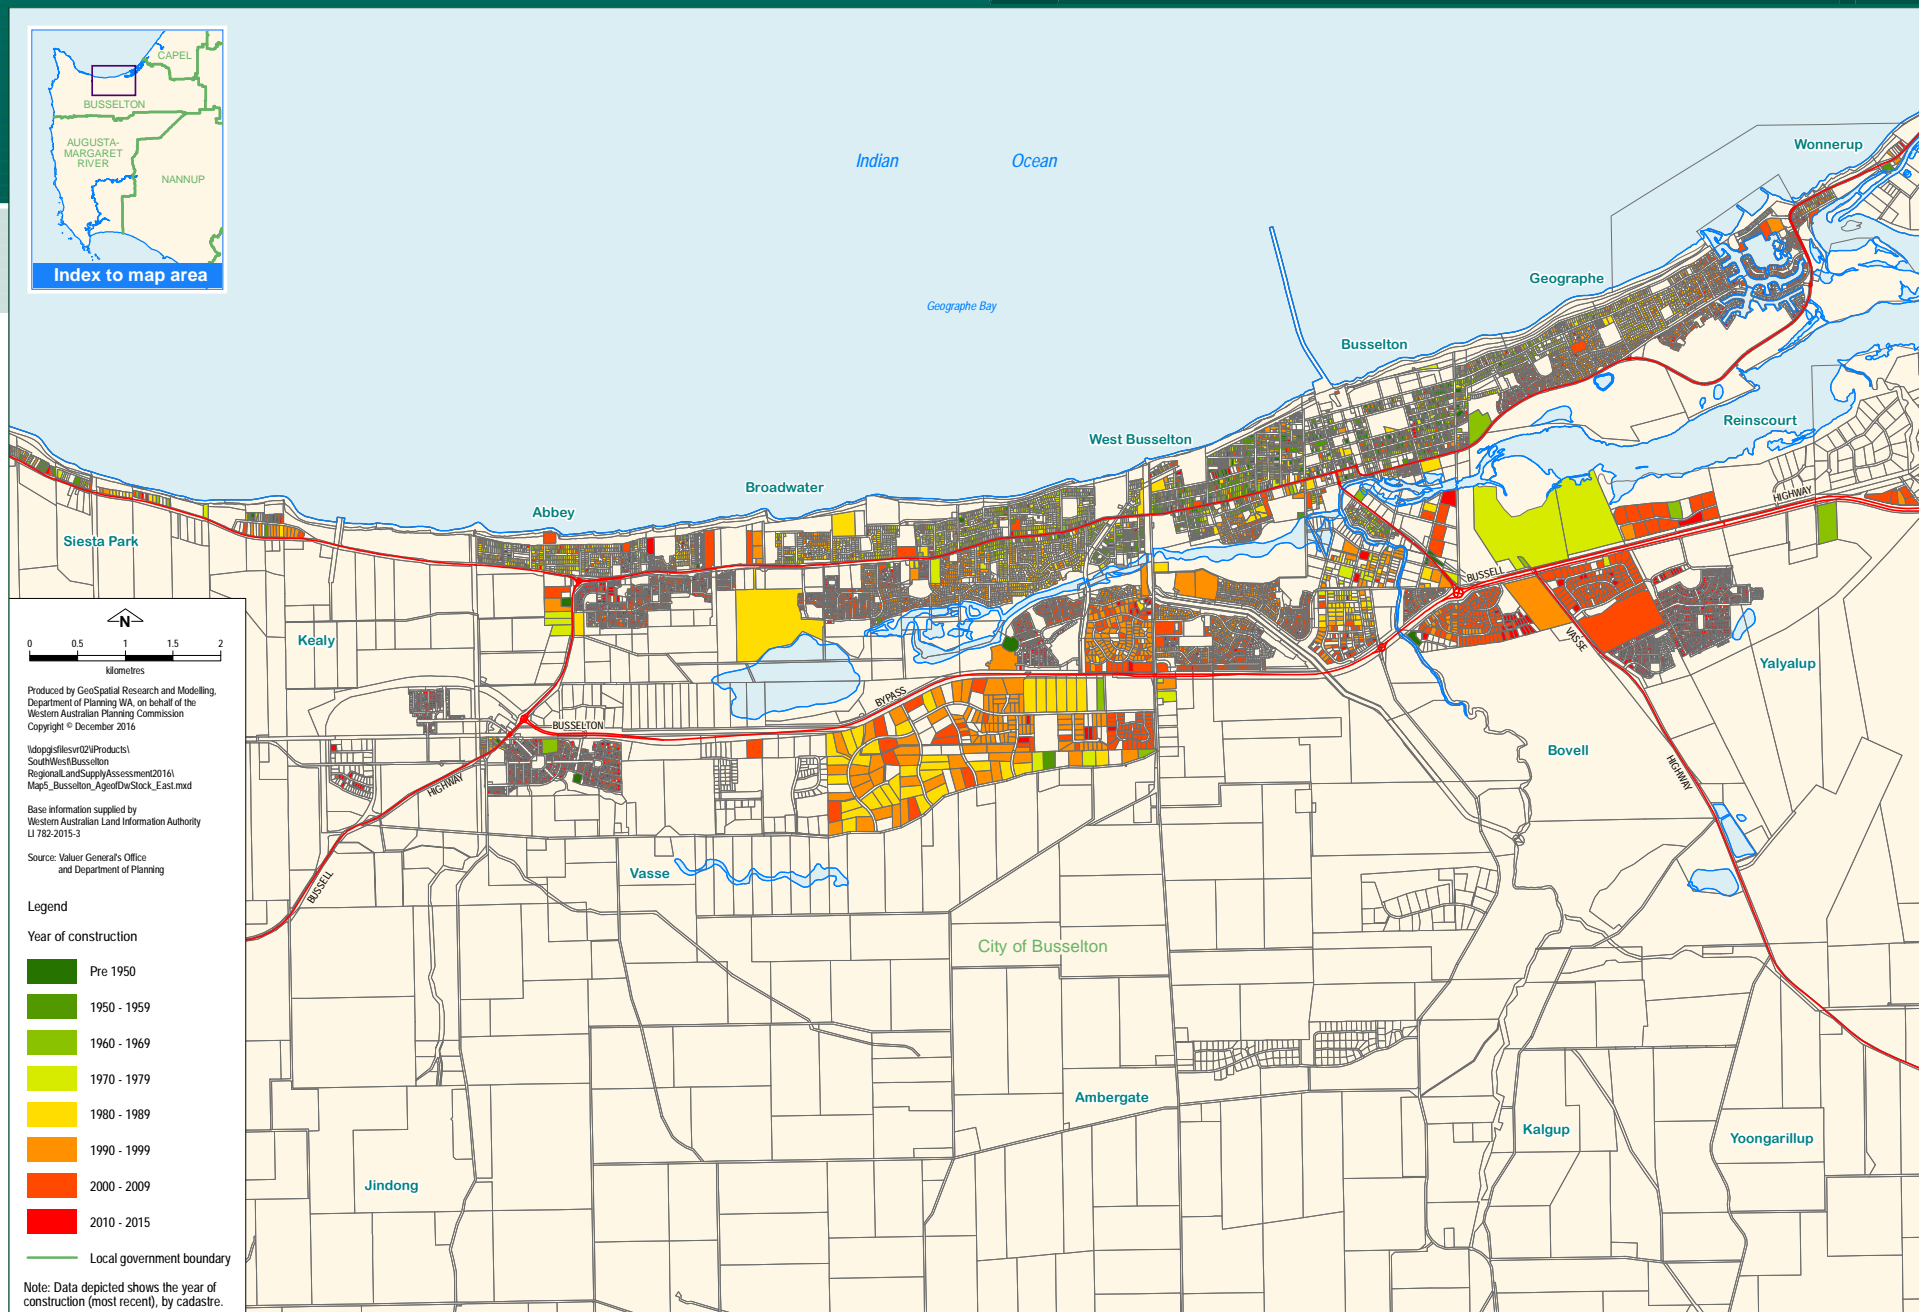 CAPEL
BUSSELTON
AUGUSTA-
MARGARET
RIVER
NANNUP
Index to map area
Indian Ocean
Geographe Bay
Wonnerup
Geographe
Busselton
Reinscourt
West Busselton
Broadwater
Abbey
Siesta Park
HIGHWAY
BUSSELL
VASSE
Kealy
Yalyalup
BYPASS
BUSSELTON
Bovell
HIGHWAY
HIGHWAY
BUSSELL
Vasse
City of Busselton
Ambergate
Kalgup
Yoongarillup
Jindong
N
0 0.5 1 1.5 2
kilometres
Produced by GeoSpatial Research and Modelling,
Department of Planning WA, on behalf of the
Western Australian Planning Commission
Copyright © December 2016
\\dopgisfilesvr02\IProducts\
SouthWest\Busselton
RegionalLandSupplyAssessment2016\
Map5_Busselton_AgeofDwStock_East.mxd
Base information supplied by
Western Australian Land Information Authority
LI 782-2015-3
Source: Valuer General's Office
and Department of Planning
Legend
Year of construction
Pre 1950
1950 - 1959
1960 - 1969
1970 - 1979
1980 - 1989
1990 - 1999
2000 - 2009
2010 - 2015
Local government boundary
Note: Data depicted shows the year of
construction (most recent), by cadastre.